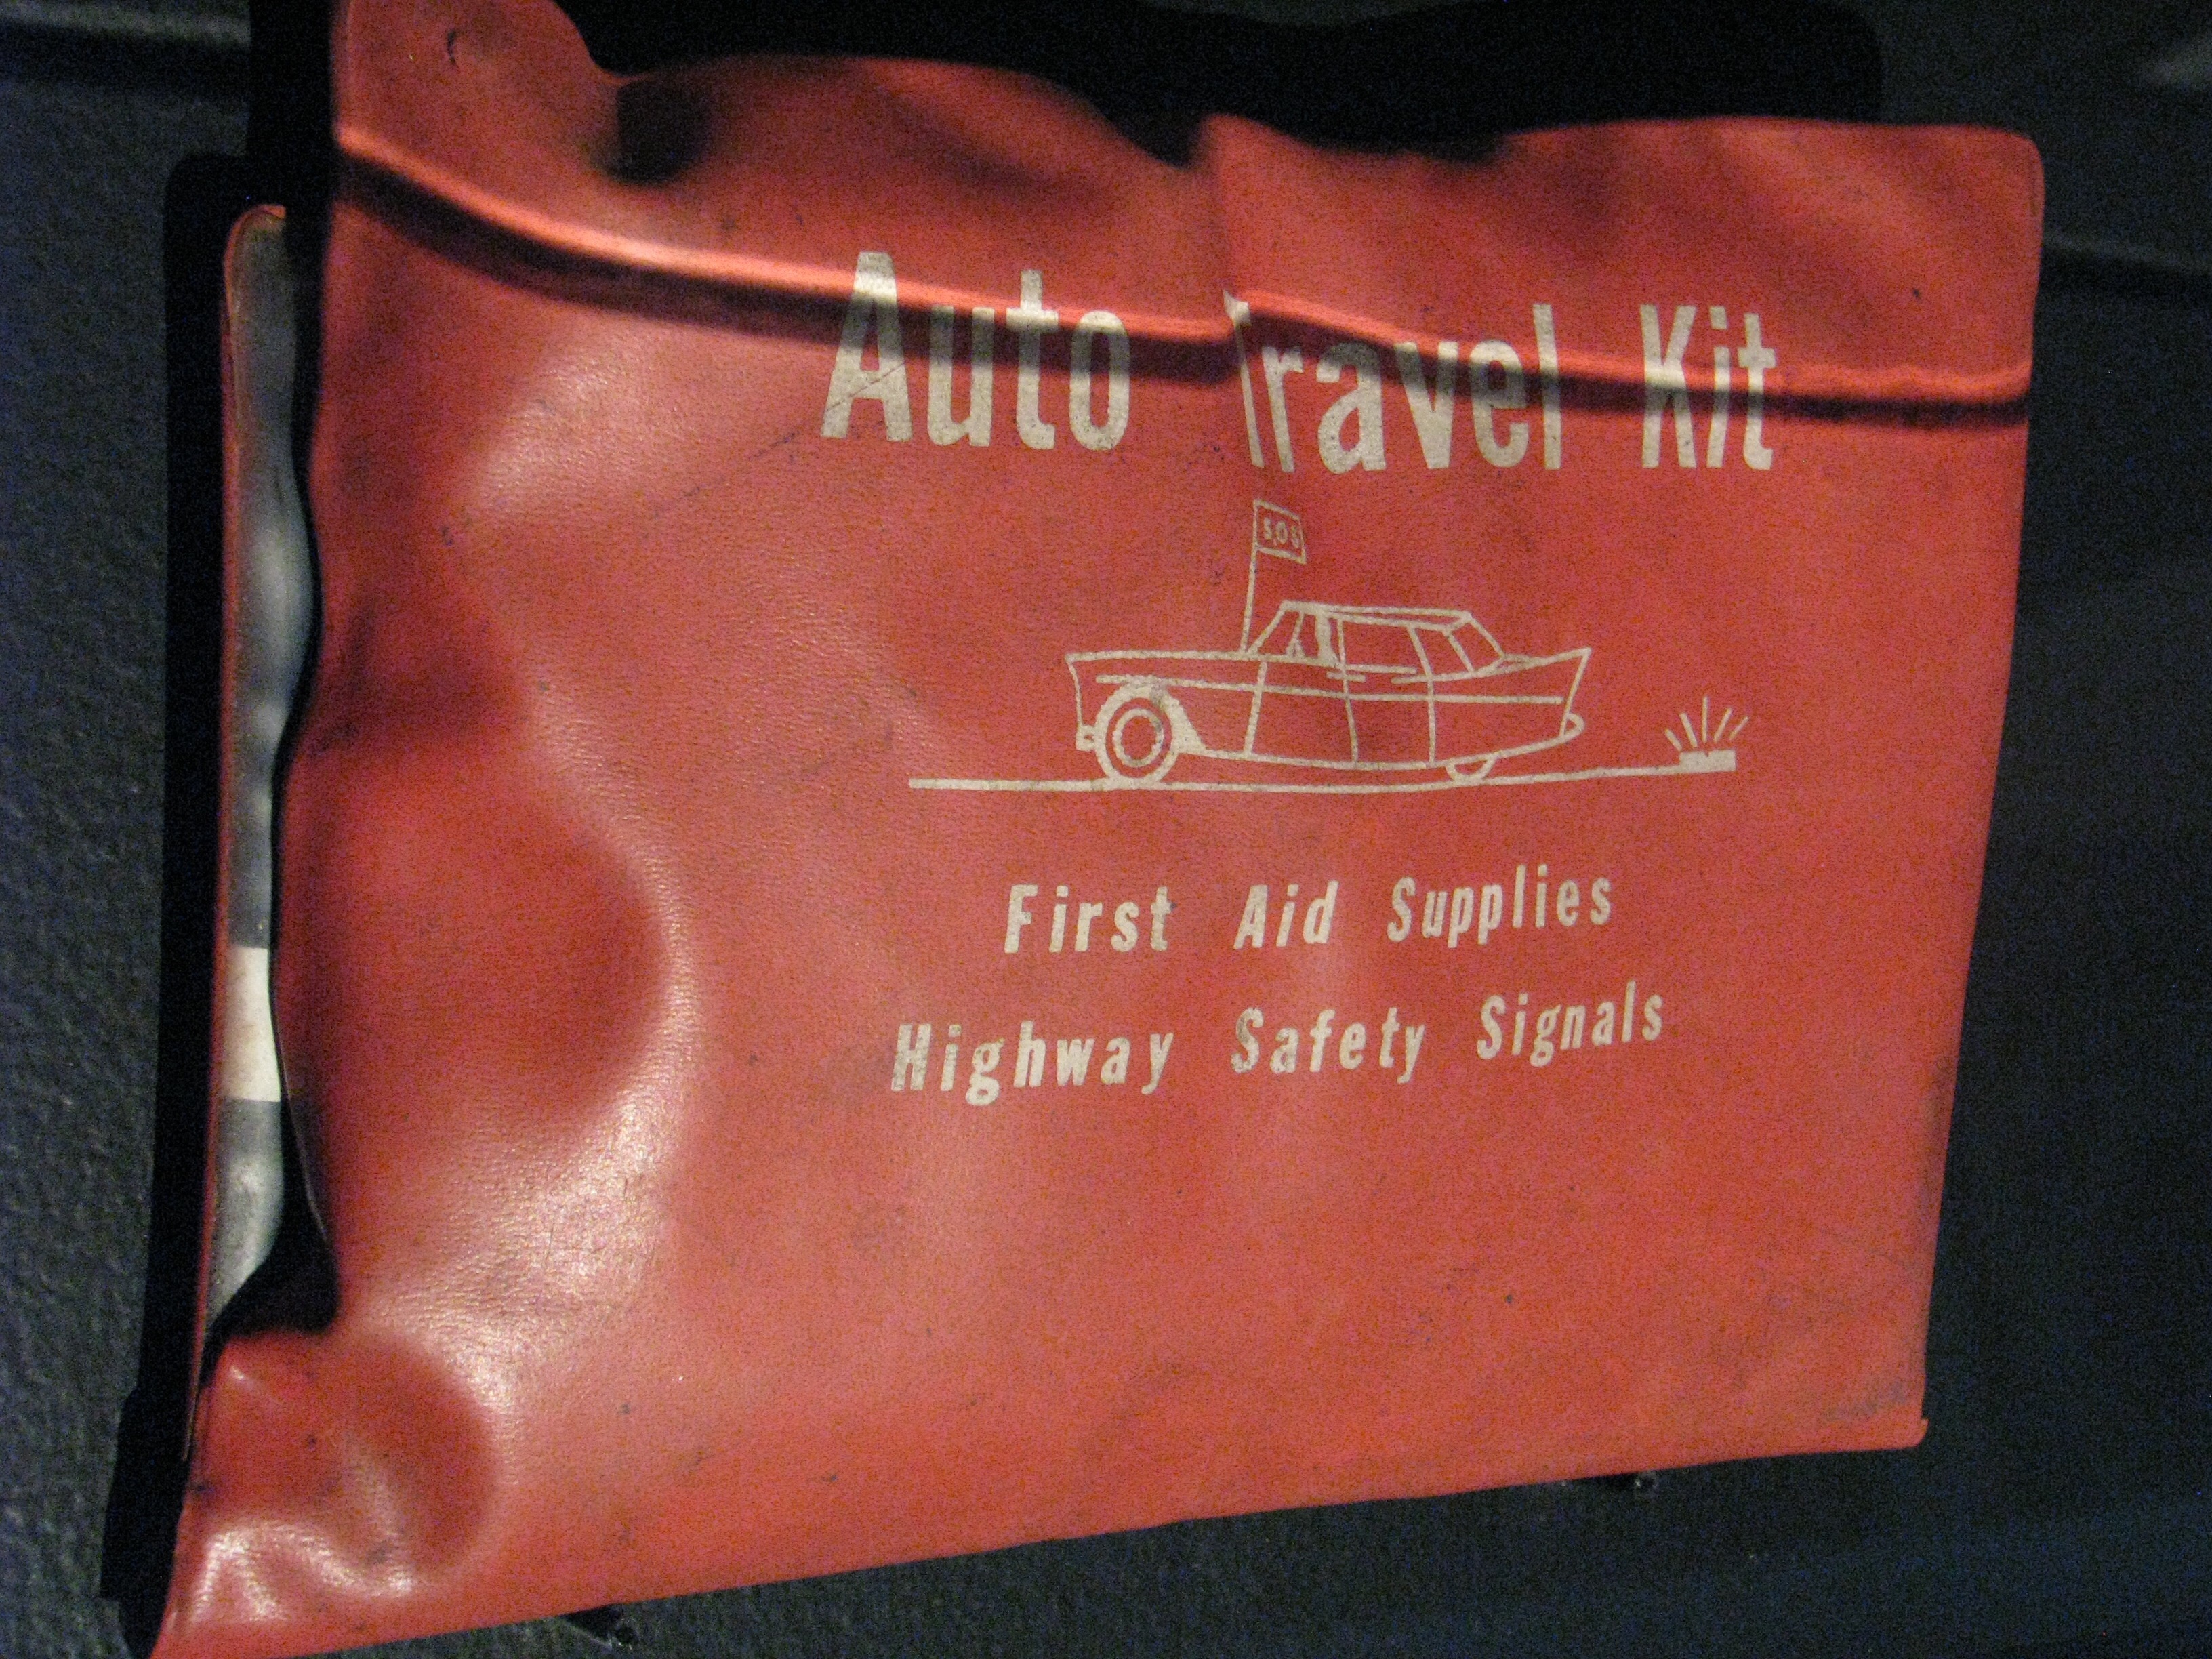 Auto Travel Kit
S.O.S
First Aid Supplies
Highway Safety Signals